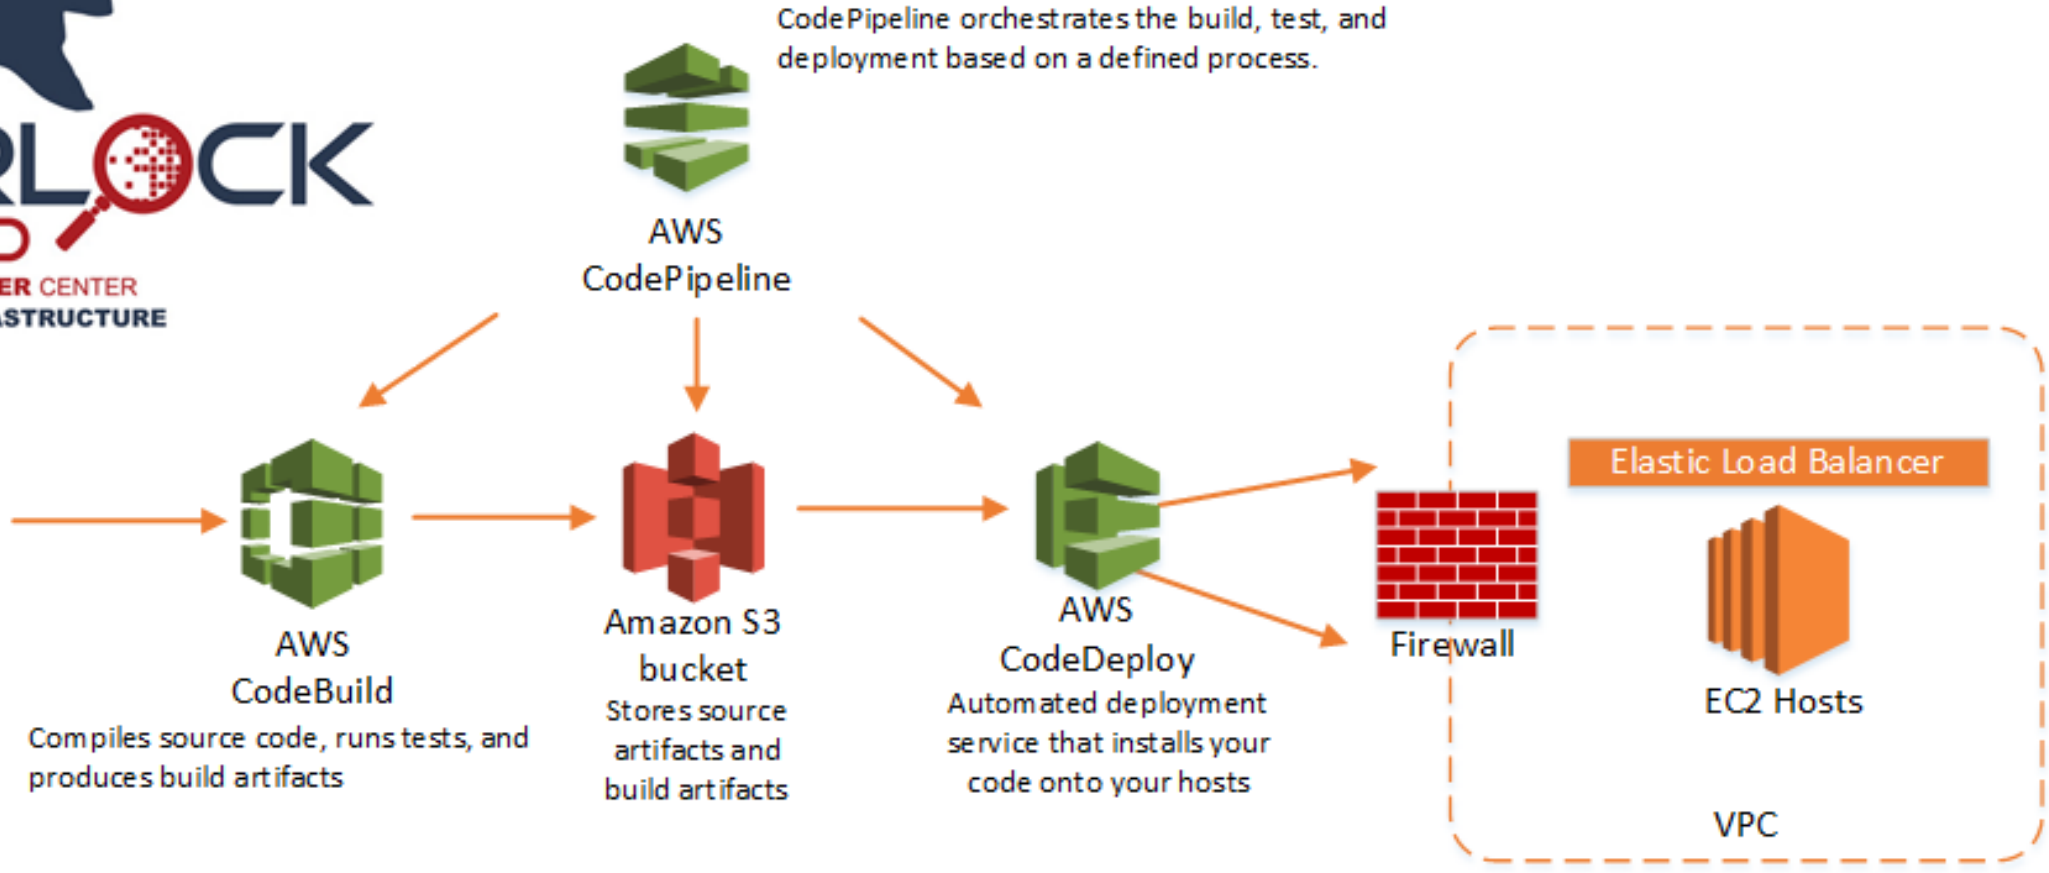 CodePipeline orchestrates the build, test, and
deployment based on a defined process.
RLOCK
ER CENTER
ASTRUCTURE
AWS
CodePipeline
AWS
CodeBuild
Compiles source code, runs tests, and
produces build artifacts
Amazon S3
bucket
Stores source
artifacts and
build artifacts
AWS
CodeDeploy
Automated deployment
service that installs your
code onto your hosts
Firewall
Elastic Load Balancer
EC2 Hosts
VPC